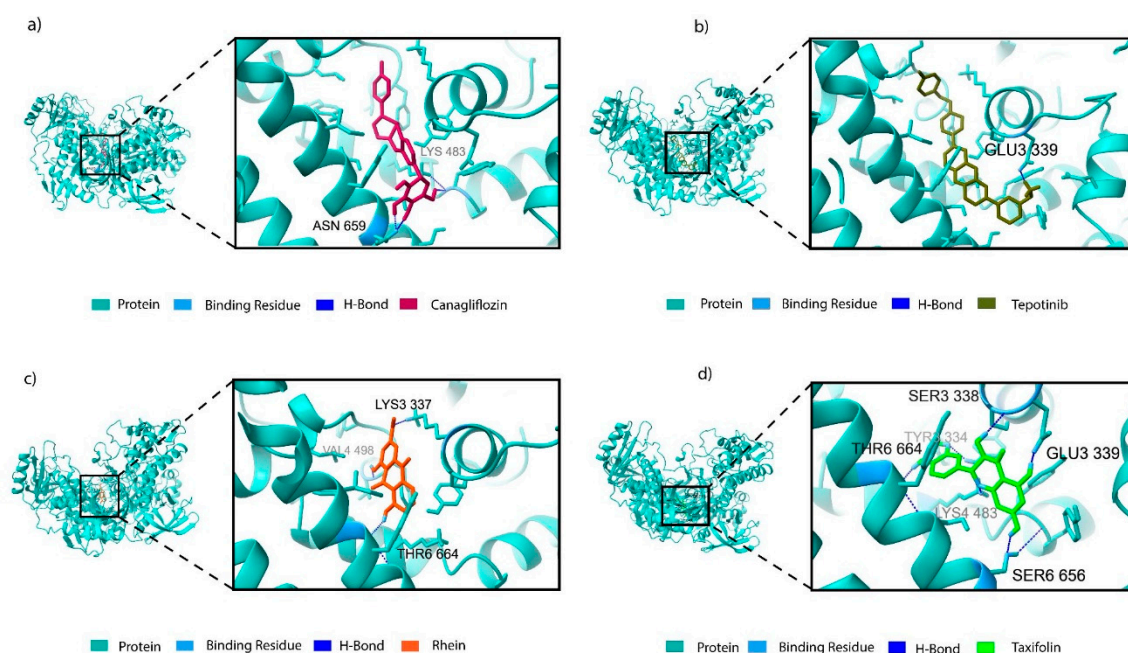 a)
LYS 483
ASN 659
Protein Binding Residue H-Bond Canagliflozin
b)
GLU3 339
Protein Binding Residue H-Bond Tepotinib
c)
LYS3 337
VAL4 498
THR6 664
Protein Binding Residue H-Bond Rhein
d)
SER3 338
THR6 664
TYR3 334
GLU3 339
LYS4 483
SER6 656
Protein Binding Residue H-Bond Taxifolin